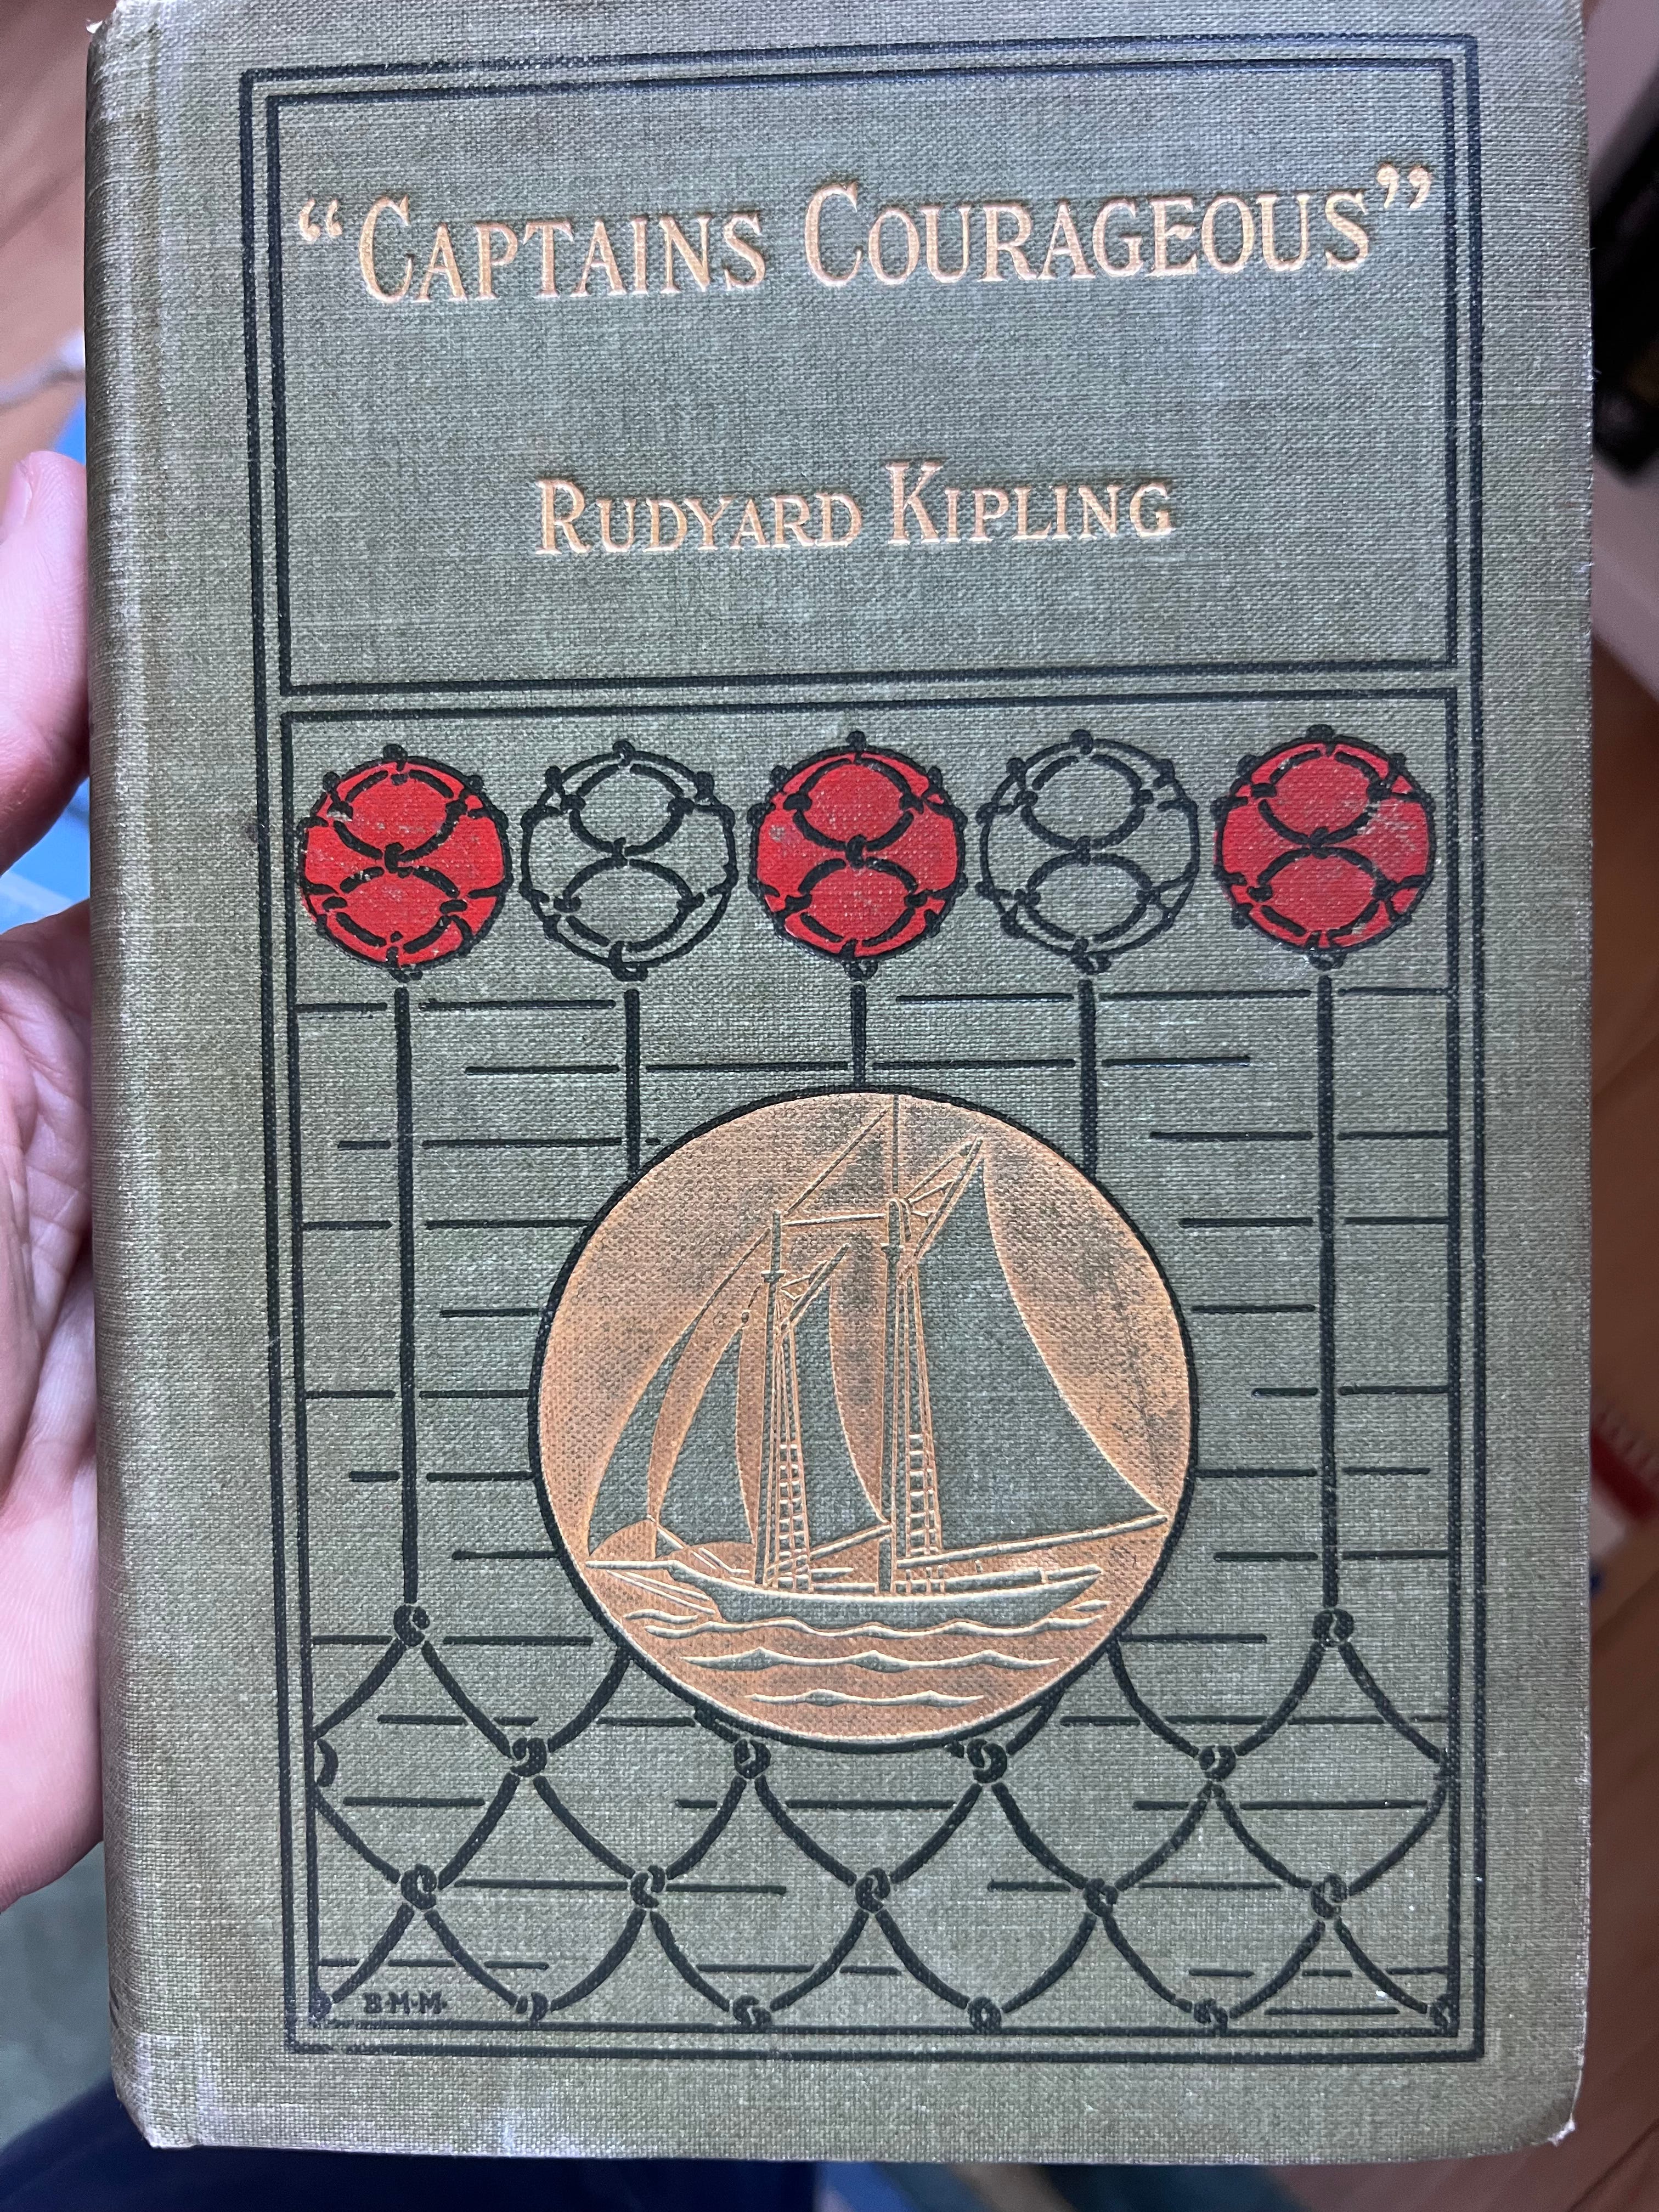 “Captains Courageous”
Rudyard Kipling
B·M·M·